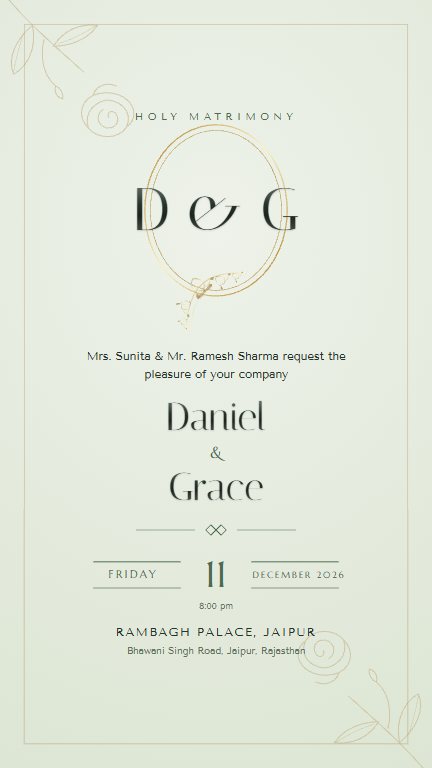 HOLY MATRIMONY
D & G
Mrs. Sunita & Mr. Ramesh Sharma request the
pleasure of your company
Daniel
&
Grace
FRIDAY 11 DECEMBER 2026
8:00 pm
RAMBAGH PALACE, JAIPUR
Bhawani Singh Road, Jaipur, Rajasthan